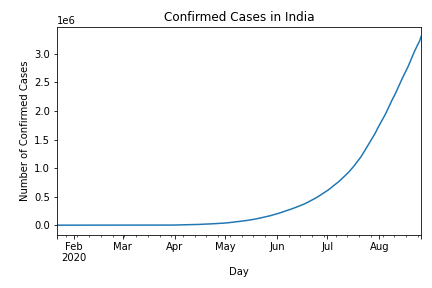 Confirmed Cases in India
1e6
3.0
2.5
2.0
1.5
1.0
0.5
0.0
Number of Confirmed Cases
Feb Mar Apr May Jun Jul Aug
2020
Day